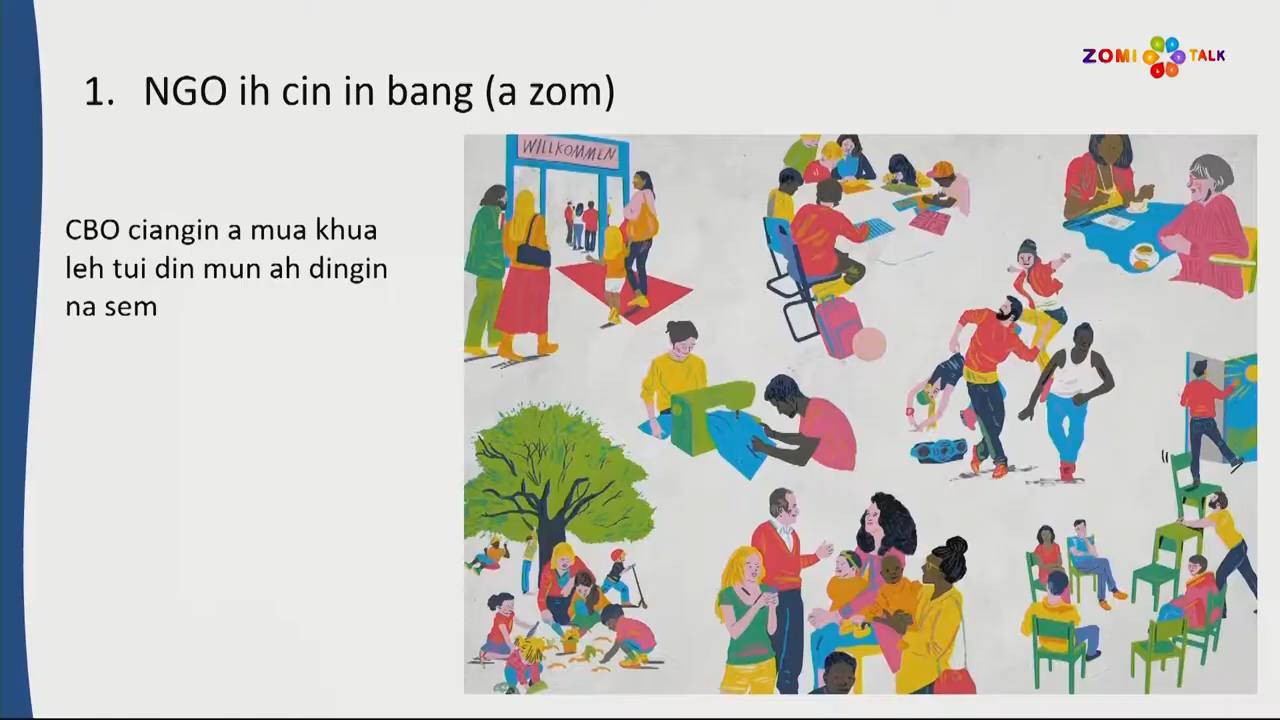 ZOMI TALK
1. NGO ih cin in bang (a zom)
WILLKOMMEN
CBO ciangin a mua khua
leh tui din mun ah dingin
na sem